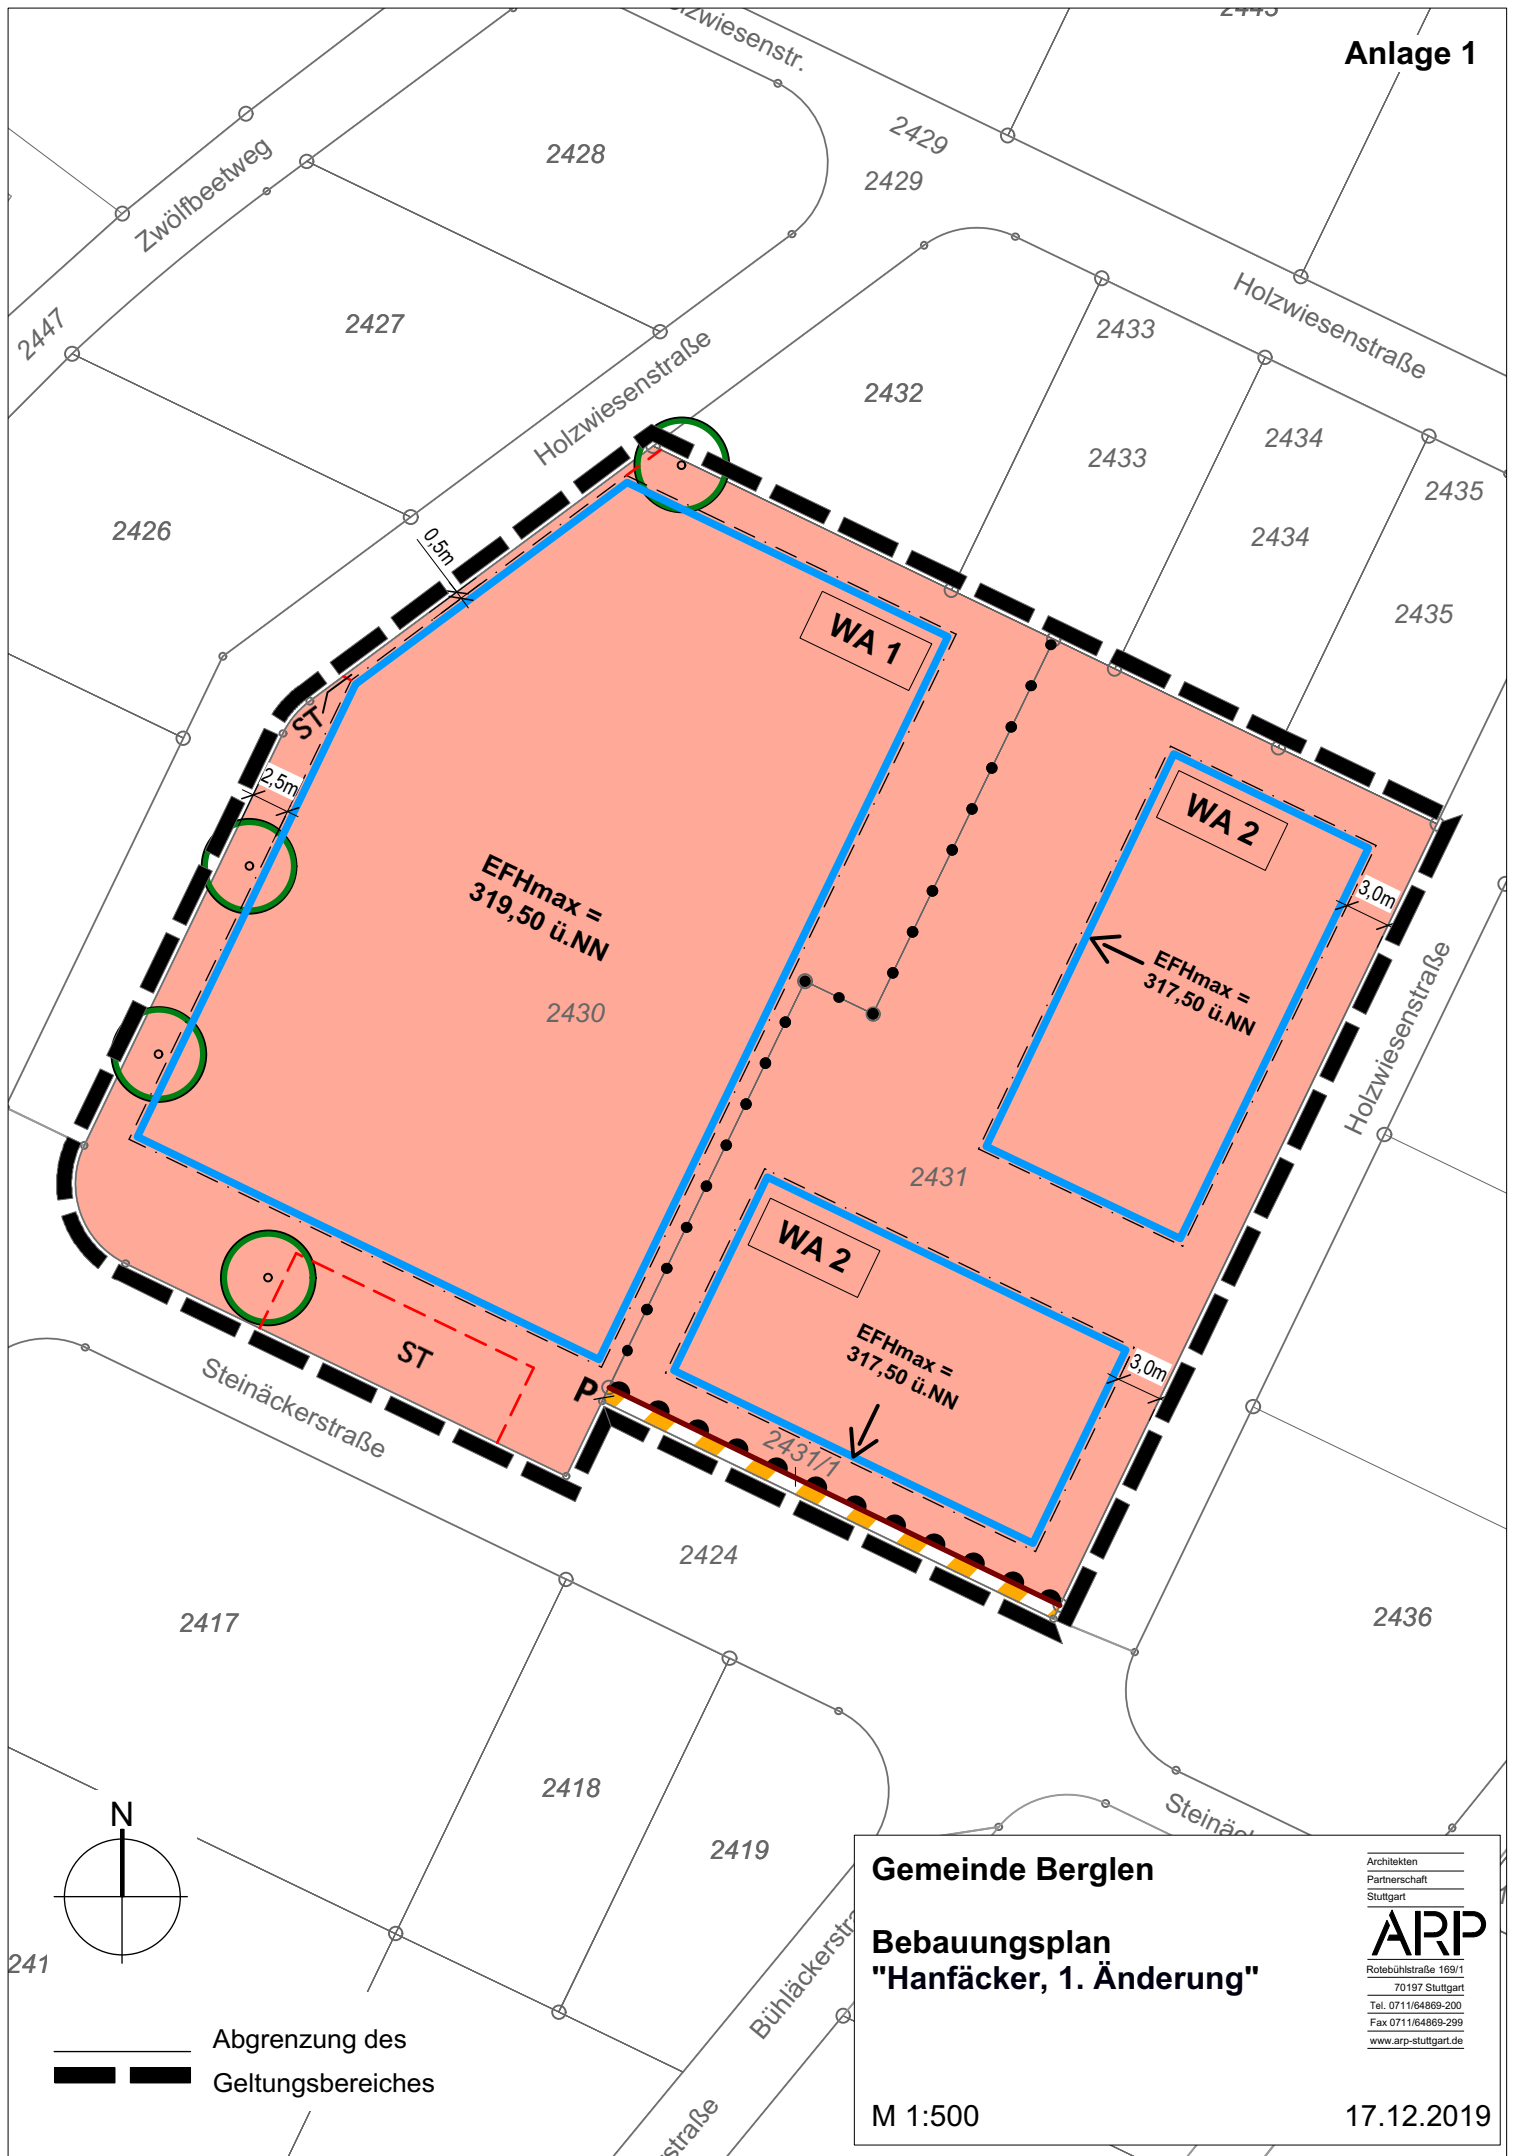 Anlage 1
2429
2428
2429
Zwölfbeetweg
Holzwiesenstraße
2447
2427
2433
Holzwiesenstraße
2432
2433
2434
2434
2435
2435
2426
0,5m
WA 1
ST
2,5m
WA 2
EFHmax =
319,50 ü.NN
3,0m
EFHmax =
317,50 ü.NN
2430
Holzwiesenstraße
2431
WA 2
EFHmax =
317,50 ü.NN
3,0m
ST
P
Steinäckerstraße
2431/1
2424
2417
2436
2418
2419
N
241
Abgrenzung des
Geltungsbereiches
Gemeinde Berglen
Bebauungsplan
"Hanfäcker, 1. Änderung"
M 1:500
17.12.2019
Architekten
Partnerschaft
Stuttgart
ARP
Rotebühlstraße 169/1
70197 Stuttgart
Tel. 0711/64869-200
Fax 0711/64869-299
www.arp-stuttgart.de